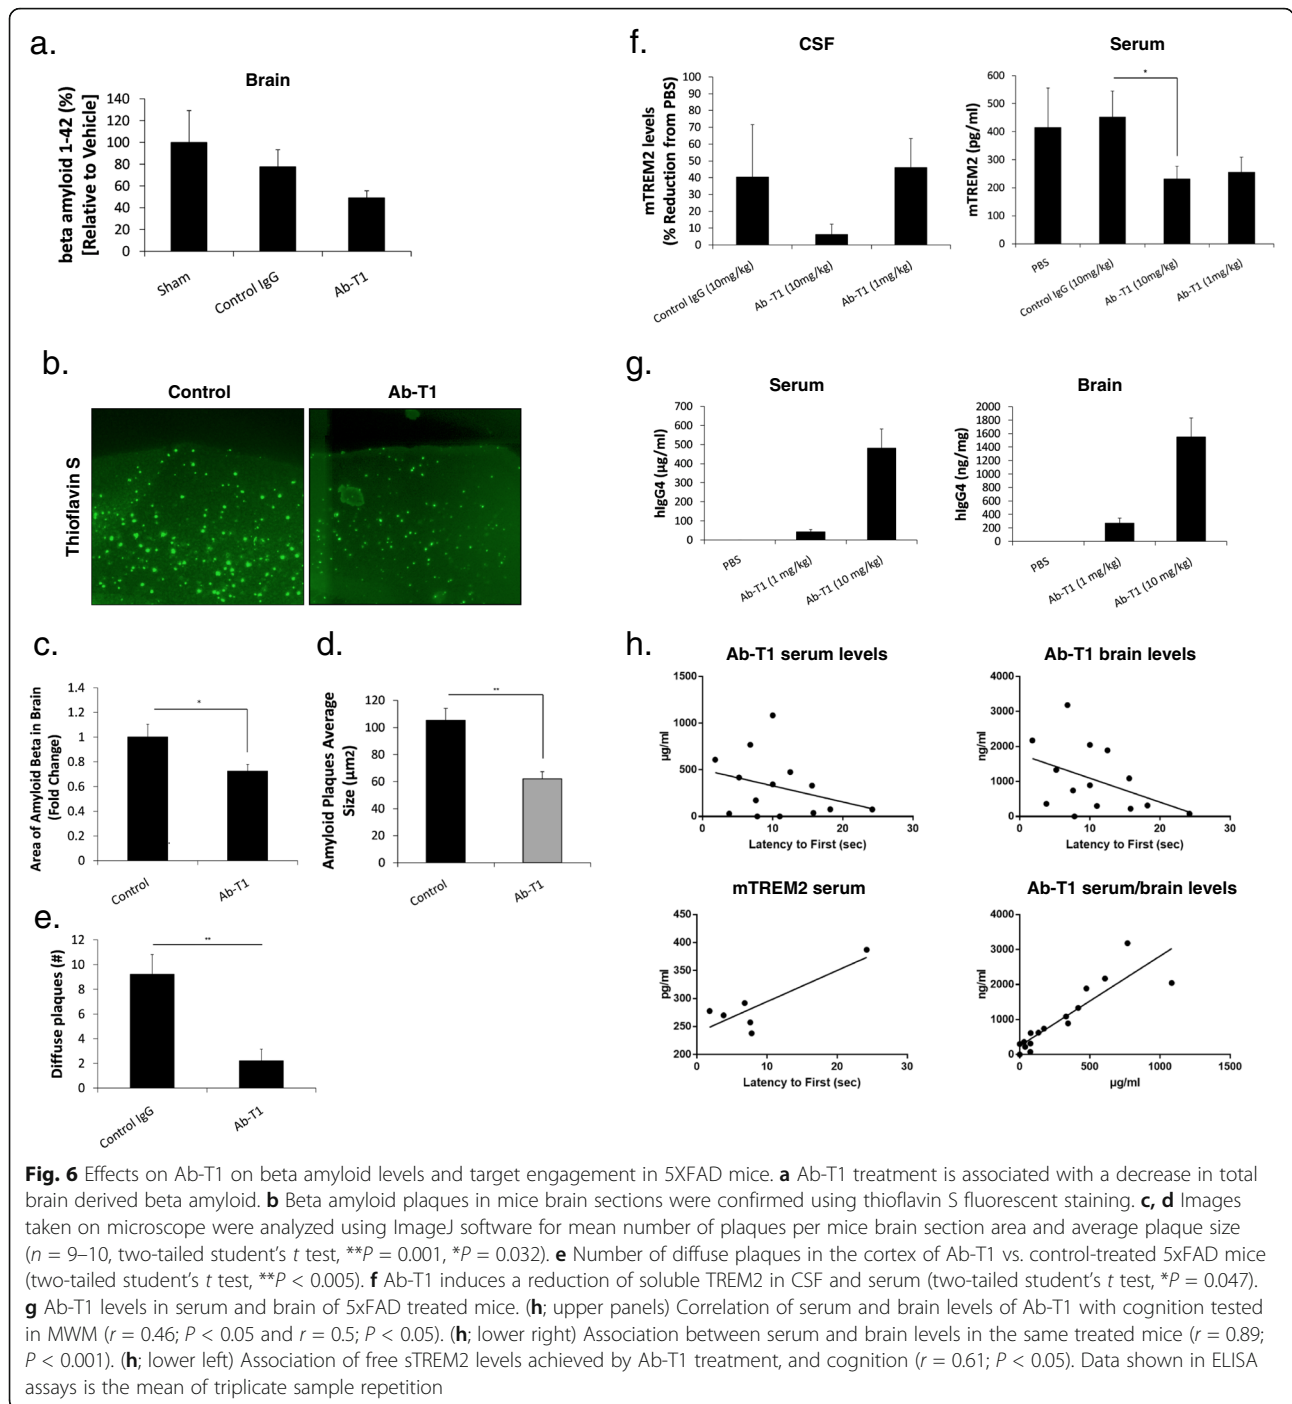 a.
Brain
beta amyloid 1-42 (%)
[Relative to Vehicle]
140
120
100
80
60
40
20
0
Sham
Control IgG
Ab-T1
b.
Control
Ab-T1
Thioflavin S
c.
Area of Amyloid Beta in Brain
(Fold Change)
1.4
1.2
1
0.8
0.6
0.4
0.2
0
*
Control
Ab-T1
d.
Amyloid Plaques Average
Size (µm2)
120
100
80
60
40
20
0
**
Control
Ab-T1
e.
Diffuse plaques (#)
12
10
8
6
4
2
0
**
Control IgG
Ab-T1
f.
CSF
mTREM2 levels
(% Reduction from PBS)
100
90
80
70
60
50
40
30
20
10
0
Control IgG (10mg/kg)
Ab -T1 (10mg/kg)
Ab-T1 (1mg/kg)
Serum
mTREM2 (pg/ml)
600
500
400
300
200
100
0
*
PBS
Control IgG (10mg/kg)
Ab -T1 (10mg/kg)
Ab-T1 (1mg/kg)
g.
Serum
hIgG4 (µg/ml)
700
600
500
400
300
200
100
0
PBS
Ab-T1 (1 mg/kg)
Ab-T1 (10 mg/kg)
Brain
hIgG4 (ng/mg)
2000
1800
1600
1400
1200
1000
800
600
400
200
0
PBS
Ab-T1 (1 mg/kg)
Ab-T1 (10 mg/kg)
h.
Ab-T1 serum levels
µg/ml
1500
1000
500
0
0 10 20 30
Latency to First (sec)
Ab-T1 brain levels
ng/ml
4000
3000
2000
1000
0
0 10 20 30
Latency to First (sec)
mTREM2 serum
pg/ml
450
400
350
300
250
200
0 10 20 30
Latency to First (sec)
Ab-T1 serum/brain levels
ng/ml
4000
3000
2000
1000
0
0 500 1000 1500
µg/ml
Fig. 6 Effects on Ab-T1 on beta amyloid levels and target engagement in 5XFAD mice. a Ab-T1 treatment is associated with a decrease in total
brain derived beta amyloid. b Beta amyloid plaques in mice brain sections were confirmed using thioflavin S fluorescent staining. c, d Images
taken on microscope were analyzed using ImageJ software for mean number of plaques per mice brain section area and average plaque size
(n = 9–10, two-tailed student's t test, **P = 0.001, *P = 0.032). e Number of diffuse plaques in the cortex of Ab-T1 vs. control-treated 5xFAD mice
(two-tailed student's t test, **P < 0.005). f Ab-T1 induces a reduction of soluble TREM2 in CSF and serum (two-tailed student's t test, *P = 0.047).
g Ab-T1 levels in serum and brain of 5xFAD treated mice. (h; upper panels) Correlation of serum and brain levels of Ab-T1 with cognition tested
in MWM (r = 0.46; P < 0.05 and r = 0.5; P < 0.05). (h; lower right) Association between serum and brain levels in the same treated mice (r = 0.89;
P < 0.001). (h; lower left) Association of free sTREM2 levels achieved by Ab-T1 treatment, and cognition (r = 0.61; P < 0.05). Data shown in ELISA
assays is the mean of triplicate sample repetition